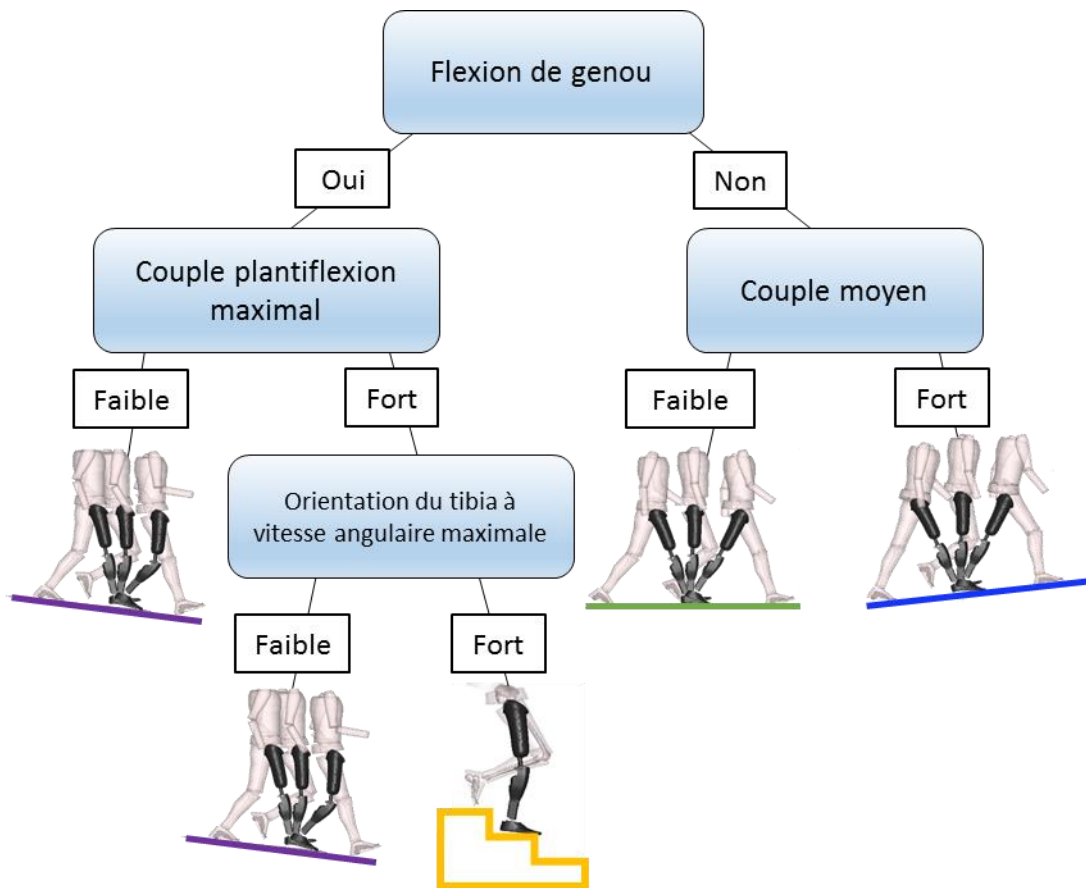 Flexion de genou
Oui
Non
Couple plantiflexion
maximal
Couple moyen
Faible
Fort
Faible
Fort
Orientation du tibia à
vitesse angulaire maximale
Faible
Fort